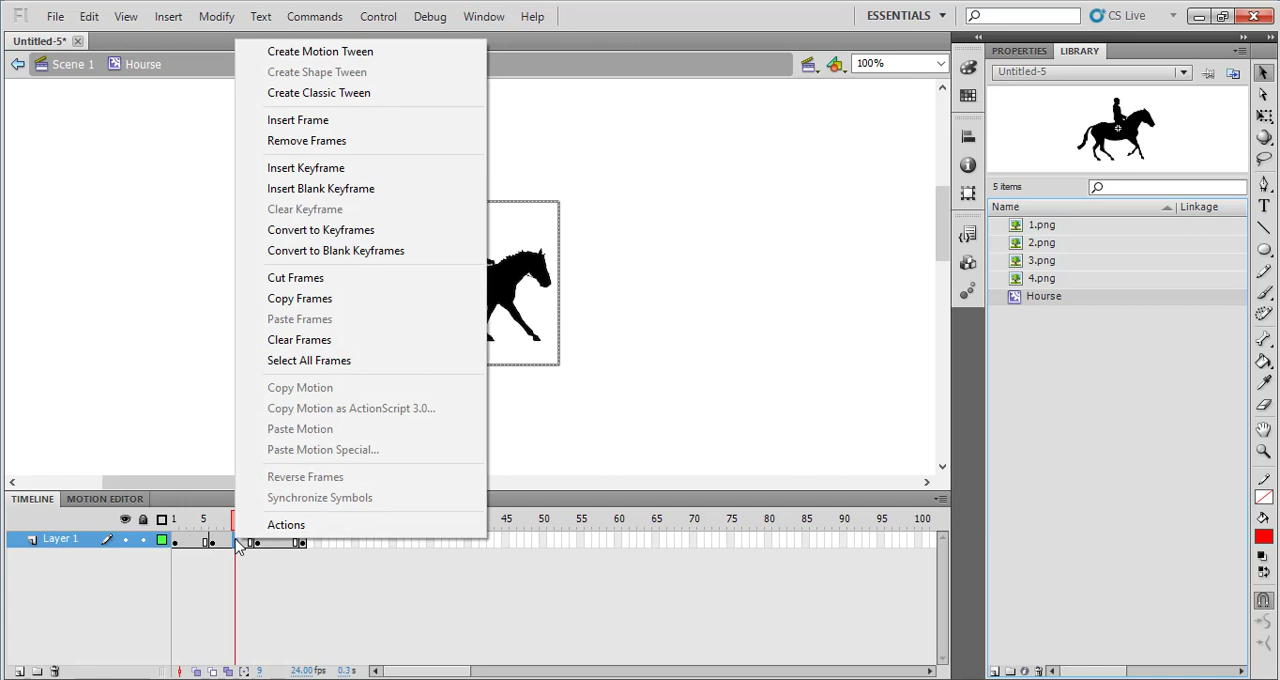 Fl File Edit View Insert Modify Text Commands Control Debug Window Help ESSENTIALS CS Live
Untitled-5*
Scene 1 Hourse 100%
Create Motion Tween
Create Shape Tween
Create Classic Tween
Insert Frame
Remove Frames
Insert Keyframe
Insert Blank Keyframe
Clear Keyframe
Convert to Keyframes
Convert to Blank Keyframes
Cut Frames
Copy Frames
Paste Frames
Clear Frames
Select All Frames
Copy Motion
Copy Motion as ActionScript 3.0...
Paste Motion
Paste Motion Special...
Reverse Frames
Synchronize Symbols
Actions
PROPERTIES LIBRARY
Untitled-5
5 items
Name Linkage
1.png
2.png
3.png
4.png
Hourse
TIMELINE MOTION EDITOR
1 5 45 50 55 60 65 70 75 80 85 90 95 100
Layer 1
9 24.00fps 0.3s